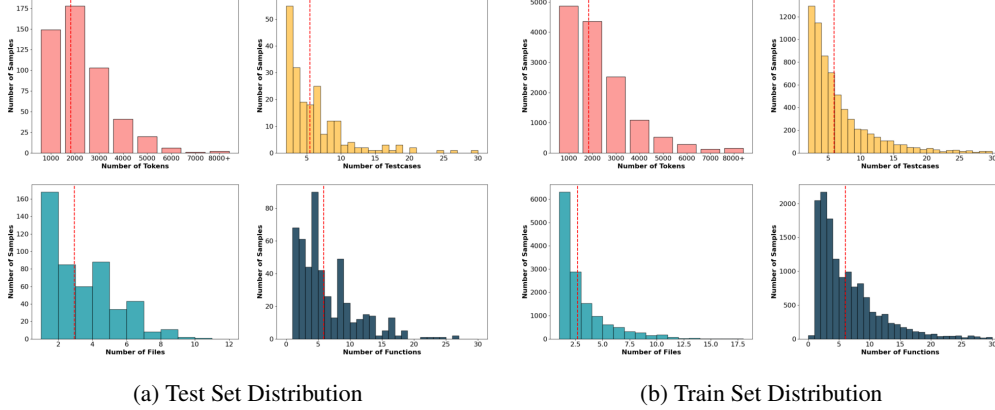 Number of Samples
175
150
125
100
75
50
25
0
1000 2000 3000 4000 5000 6000 7000 8000+
Number of Tokens
Number of Samples
50
40
30
20
10
0
5 10 15 20 25 30
Number of Testcases
Number of Samples
5000
4000
3000
2000
1000
0
1000 2000 3000 4000 5000 6000 7000 8000+
Number of Tokens
Number of Samples
1200
1000
800
600
400
200
0
5 10 15 20 25 30
Number of Testcases
Number of Samples
160
140
120
100
80
60
40
20
0
2 4 6 8 10 12
Number of Files
Number of Samples
80
60
40
20
0
0 5 10 15 20 25 30
Number of Functions
Number of Samples
6000
5000
4000
3000
2000
1000
0
2.5 5.0 7.5 10.0 12.5 15.0 17.5
Number of Files
Number of Samples
2000
1750
1500
1250
1000
750
500
250
0
0 5 10 15 20 25 30
Number of Functions
(a) Test Set Distribution
(b) Train Set Distribution